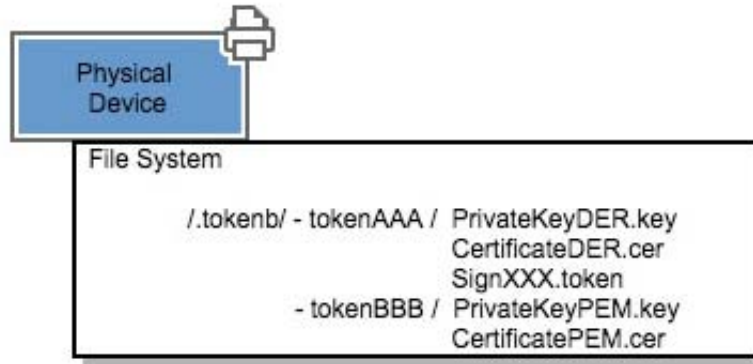 Physical
Device
File System
/.tokenb/ - tokenAAA / PrivateKeyDER.key
CertificateDER.cer
SignXXX.token
- tokenBBB / PrivateKeyPEM.key
CertificatePEM.cer